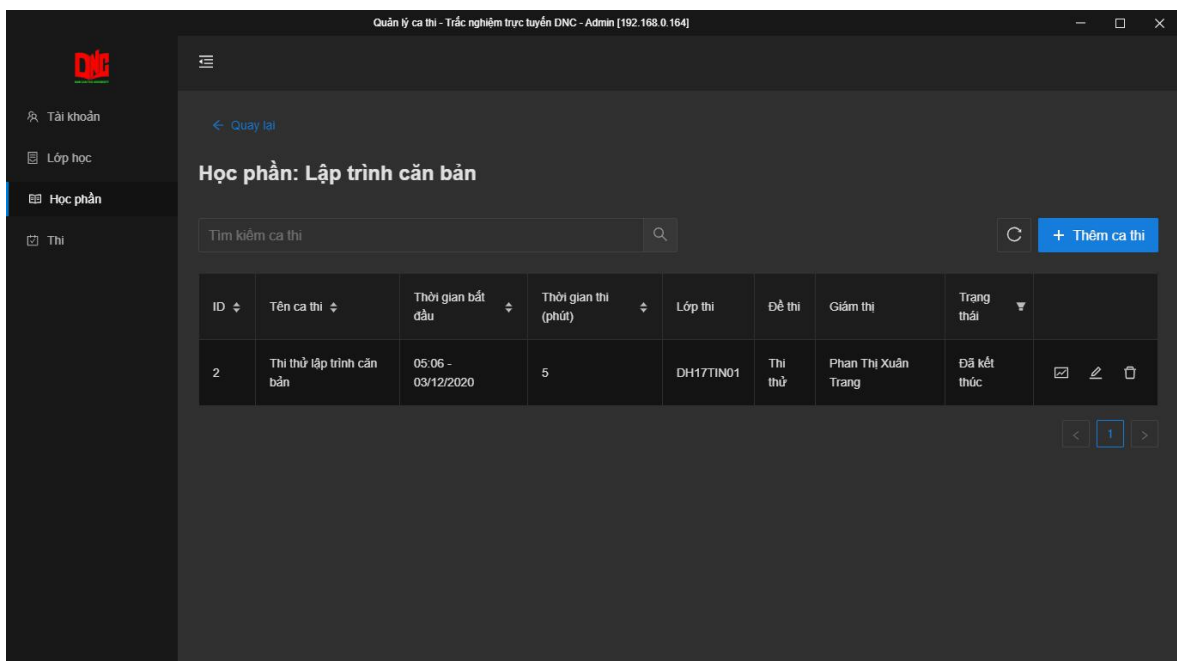 Quản lý ca thi - Trắc nghiệm trực tuyến DNC - Admin [192.168.0.164]
DNC
Tài khoản
Lớp học
Học phần
Thi
Quay lại
Học phần: Lập trình căn bản
Tìm kiếm ca thi
+ Thêm ca thi
ID
Tên ca thi
Thời gian bắt
đầu
Thời gian thi
(phút)
Lớp thi
Đề thi
Giám thị
Trạng
thái
2
Thi thử lập trình căn
bản
05:06 -
03/12/2020
5
DH17TIN01
Thi
thử
Phan Thị Xuân
Trang
Đã kết
thúc
< 1 >